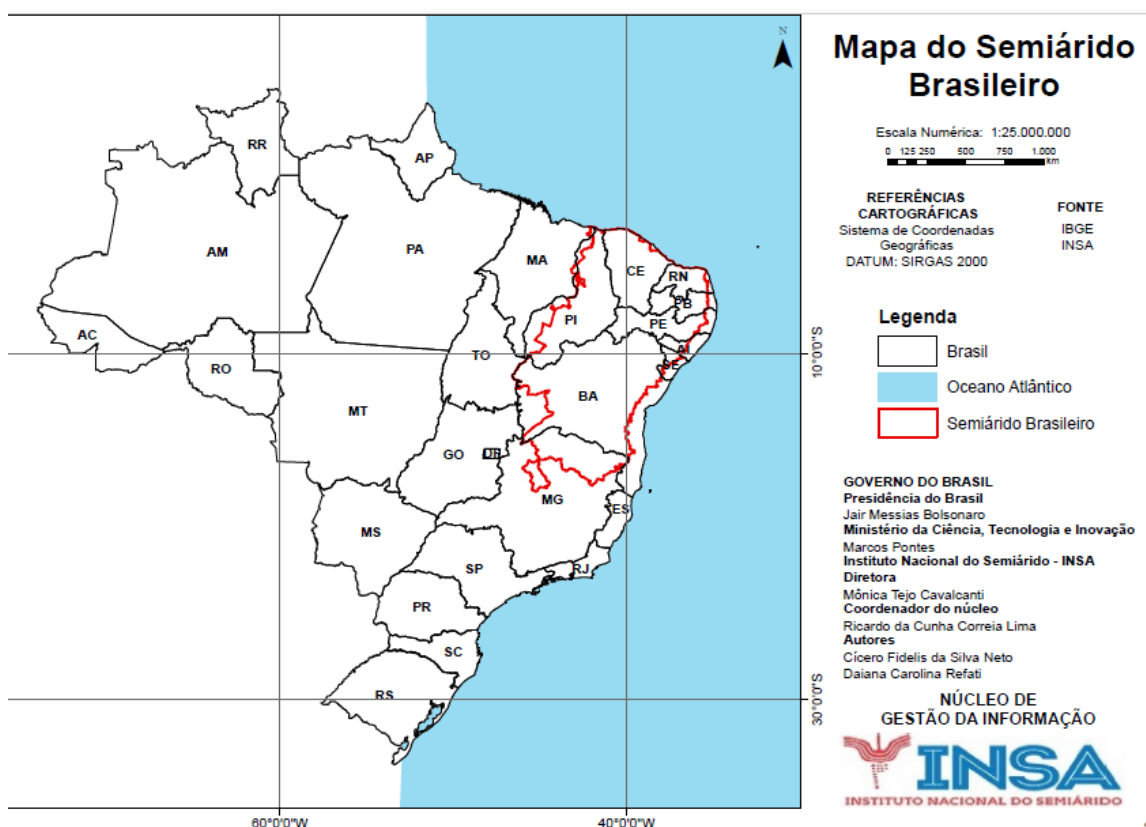 N
Mapa do Semiárido
Brasileiro
Escala Numérica: 1:25.000.000
0 125 250 500 750 1.000
km
REFERÊNCIAS
CARTOGRÁFICAS
Sistema de Coordenadas
Geográficas
DATUM: SIRGAS 2000
FONTE
IBGE
INSA
Legenda
Brasil
Oceano Atlântico
Semiárido Brasileiro
GOVERNO DO BRASIL
Presidência do Brasil
Jair Messias Bolsonaro
Ministério da Ciência, Tecnologia e Inovação
Marcos Pontes
Instituto Nacional do Semiárido - INSA
Diretora
Mônica Tejo Cavalcanti
Coordenador do núcleo
Ricardo da Cunha Correia Lima
Autores
Cícero Fidelis da Silva Neto
Daiana Carolina Refati
NÚCLEO DE
GESTÃO DA INFORMAÇÃO
INSA
INSTITUTO NACIONAL DO SEMIÁRIDO
RR
AP
AM
PA
MA
CE
RN
PB
PI
PE
AC
AL
SE
TO
RO
BA
MT
GO
DF
MG
ES
MS
SP
RJ
PR
SC
RS
10°0'0"S
30°0'0"S
60°0'0"W
40°0'0"W